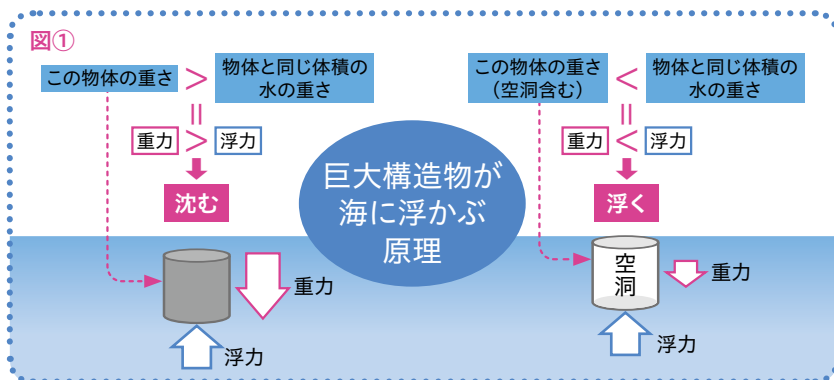 図①
この物体の重さ
>
物体と同じ体積の
水の重さ
=
重力
>
浮力
沈む
重力
浮力
巨大構造物が
海に浮かぶ
原理
この物体の重さ
（空洞含む）
<
物体と同じ体積の
水の重さ
=
重力
<
浮力
浮く
空洞
重力
浮力